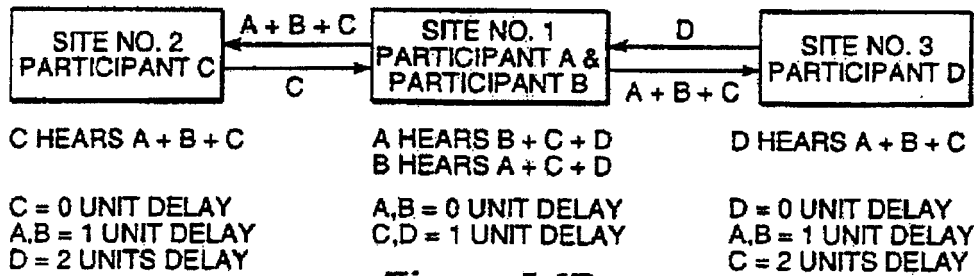 A + B + C
D
SITE NO. 2
PARTICIPANT C
SITE NO. 1
PARTICIPANT A &
PARTICIPANT B
SITE NO. 3
PARTICIPANT D
C
A + B + C
C HEARS A + B + C
A HEARS B + C + D
B HEARS A + C + D
D HEARS A + B + C
C = 0 UNIT DELAY
A,B = 1 UNIT DELAY
D = 2 UNITS DELAY
A,B = 0 UNIT DELAY
C,D = 1 UNIT DELAY
D = 0 UNIT DELAY
A,B = 1 UNIT DELAY
C = 2 UNITS DELAY